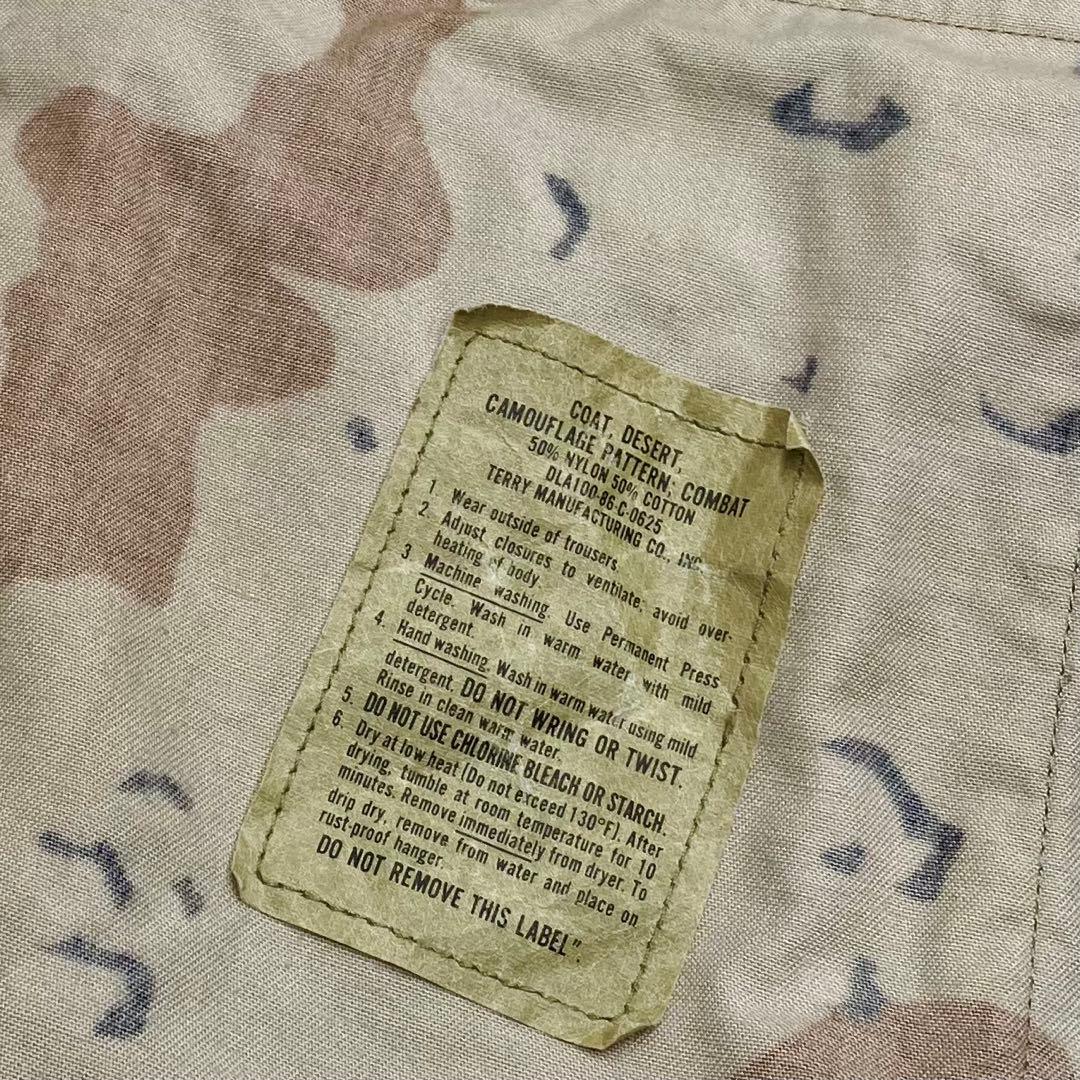 COAT, DESERT,
CAMOUFLAGE PATTERN: COMBAT
50% NYLON 50% COTTON
DLA100-86-C-0625
TERRY MANUFACTURING CO., INC.
1. Wear outside of trousers.
2. Adjust closures to ventilate; avoid over-
heating of body.
3 Machine washing. Use Permanent Press
Cycle. Wash in warm water with mild
detergent.
4. Hand washing. Wash in warm water using mild
detergent. DO NOT WRING OR TWIST.
Rinse in clean warm water.
5. DO NOT USE CHLORINE BLEACH OR STARCH.
6. Dry at low heat (Do not exceed 130°F). After
drying, tumble at room temperature for 10
minutes. Remove immediately from dryer. To
drip dry, remove from water and place on
rust-proof hanger.
DO NOT REMOVE THIS LABEL".